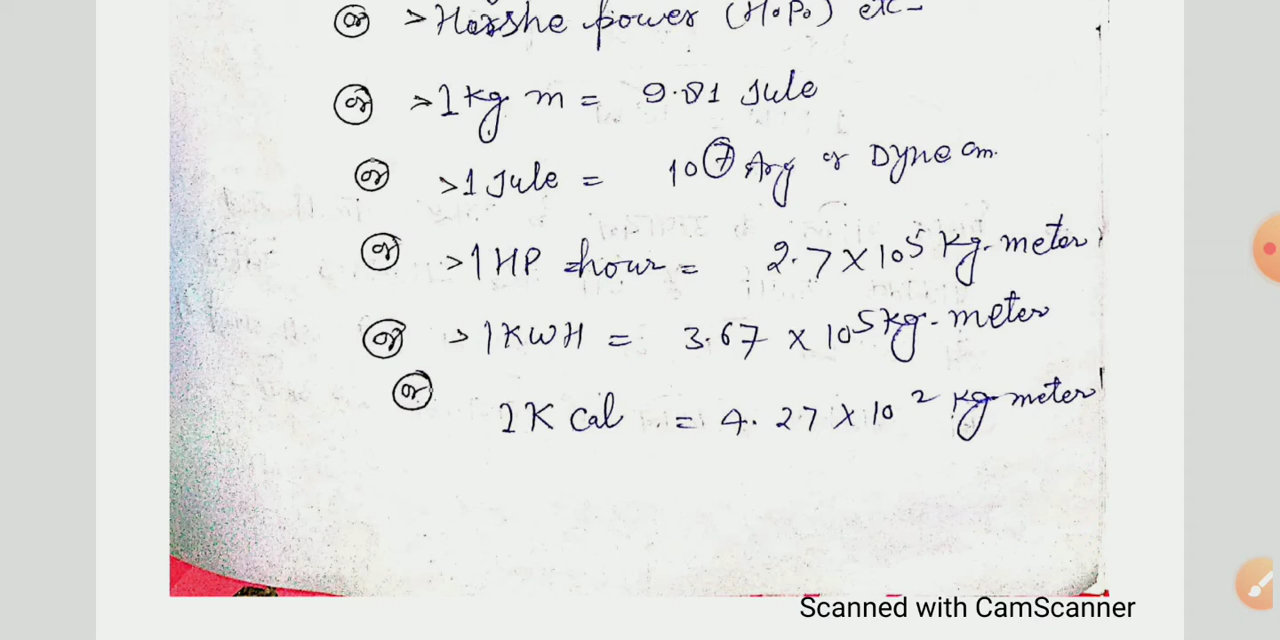 or > Horshe power (H.P.) etc-
or > 1 kg m = 9.81 Jule
or > 1 Jule = 10⁷ Arg or Dyne cm.
or > 1 HP =hour = 2.7 X 10⁵ kg.meter
or > 1 KWH = 3.67 X 10⁵ kg-meter
or
1 K cal = 4.27 X 10² kg meter
Scanned with CamScanner